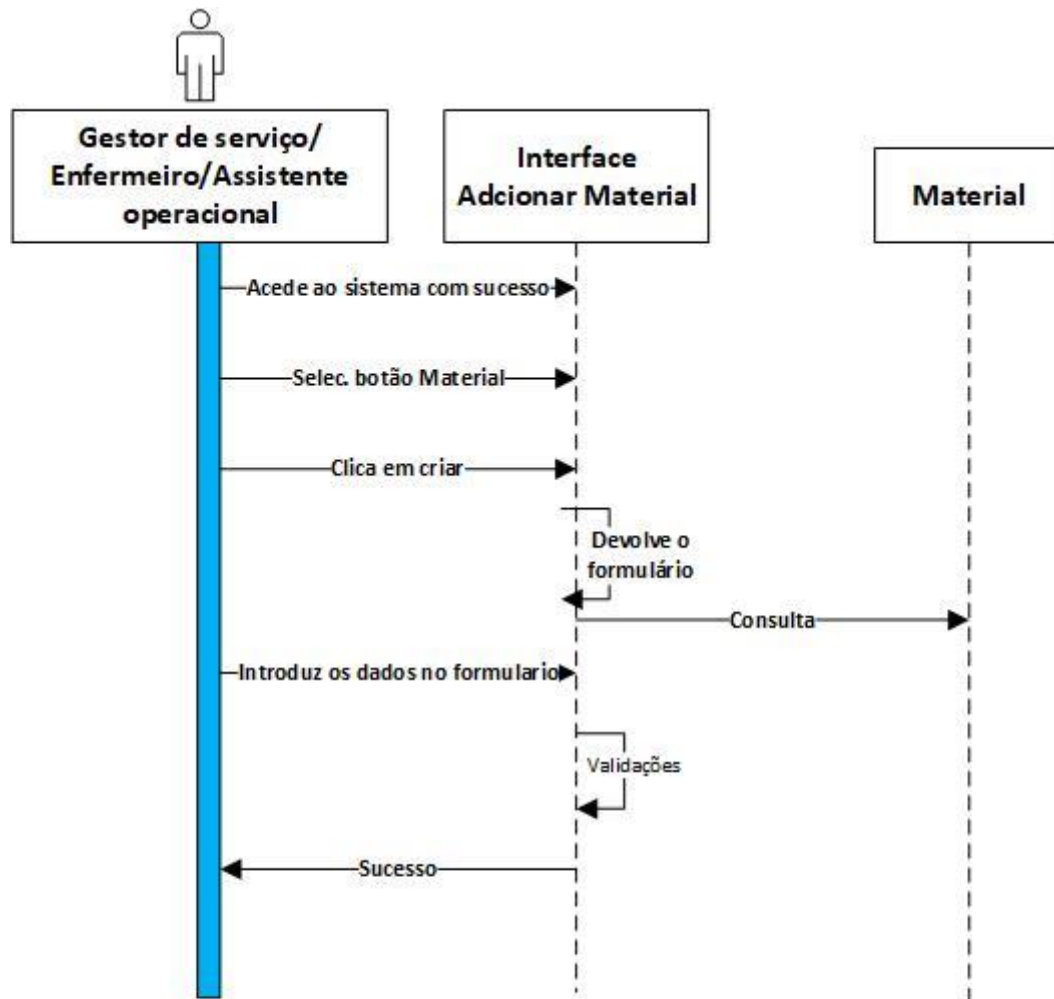 Gestor de serviço/
Enfermeiro/Assistente
operacional
Interface
Adcionar Material
Material
Acede ao sistema com sucesso
Selec. botão Material
Clica em criar
Devolve o
formulário
Consulta
Introduz os dados no formulario
Validações
Sucesso